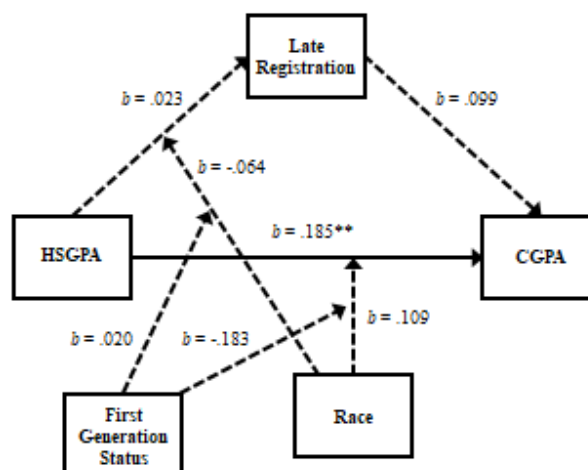 Late
Registration
b = .023
b = .099
b = -.064
HSGPA
b = .185**
CGPA
b = .020
b = -.183
b = .109
First
Generation
Status
Race